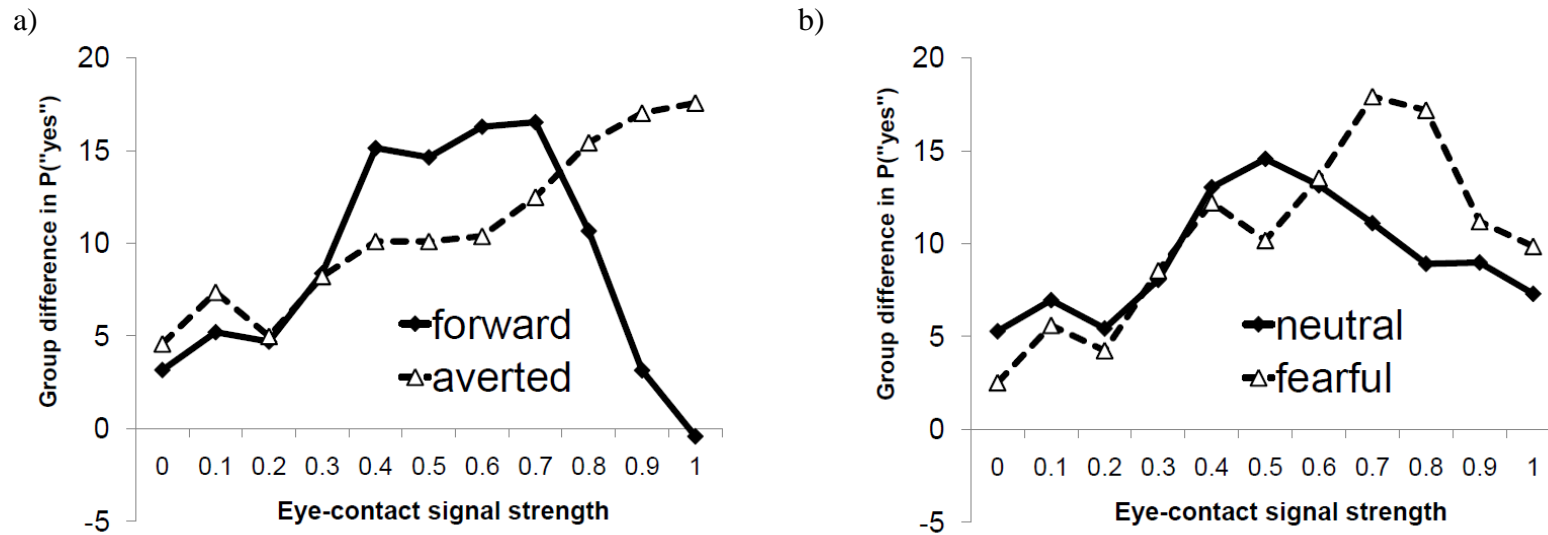 a)
20
15
10
5
0
-5
Group difference in P("yes")
forward
averted
0 0.1 0.2 0.3 0.4 0.5 0.6 0.7 0.8 0.9 1
Eye-contact signal strength
b)
20
15
10
5
0
-5
Group difference in P("yes")
neutral
fearful
0 0.1 0.2 0.3 0.4 0.5 0.6 0.7 0.8 0.9 1
Eye-contact signal strength